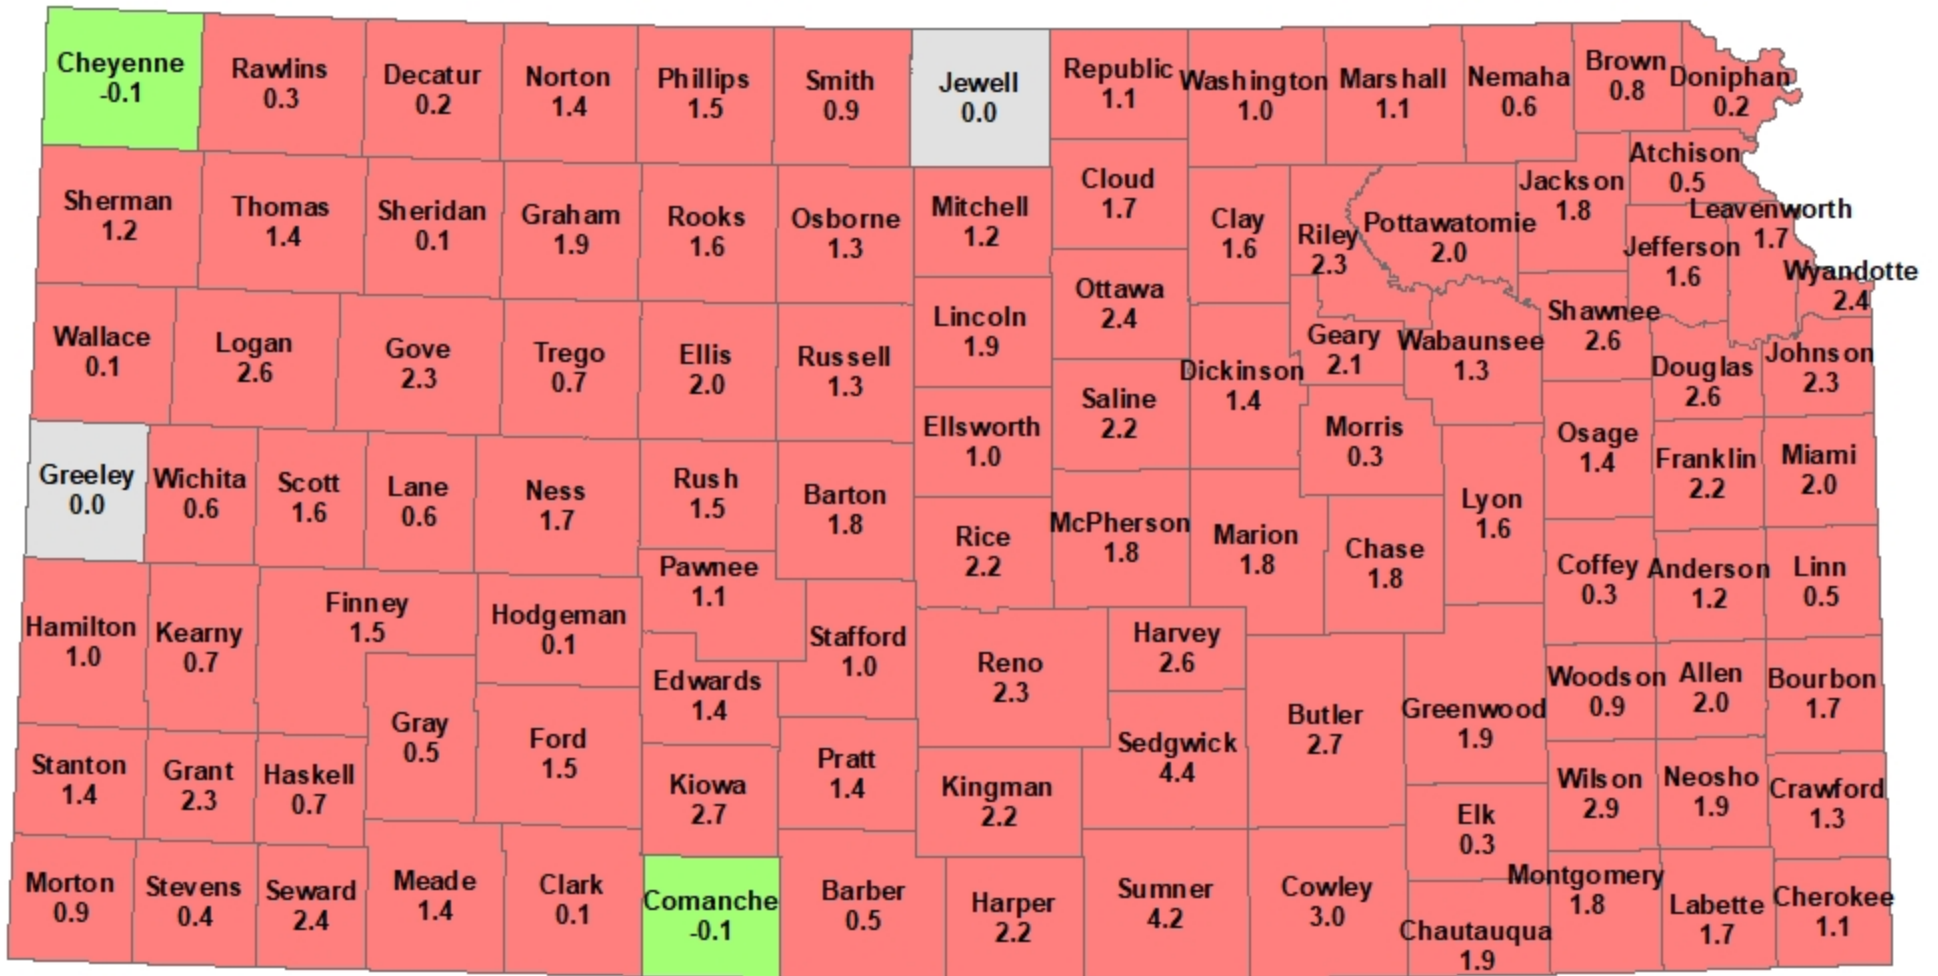 Cheyenne
-0.1
Rawlins
0.3
Decatur
0.2
Norton
1.4
Phillips
1.5
Smith
0.9
Jewell
0.0
Republic
1.1
Washington
1.0
Marshall
1.1
Nemaha
0.6
Brown
0.8
Doniphan
0.2
Sherman
1.2
Thomas
1.4
Sheridan
0.1
Graham
1.9
Rooks
1.6
Osborne
1.3
Mitchell
1.2
Cloud
1.7
Clay
1.6
Riley
2.3
Pottawatomie
2.0
Jackson
1.8
Atchison
0.5
Jefferson
1.6
Leavenworth
1.7
Wyandotte
2.4
Wallace
0.1
Logan
2.6
Gove
2.3
Trego
0.7
Ellis
2.0
Russell
1.3
Lincoln
1.9
Ottawa
2.4
Dickinson
1.4
Geary
2.1
Wabaunsee
1.3
Shawnee
2.6
Douglas
2.6
Johnson
2.3
Greeley
0.0
Wichita
0.6
Scott
1.6
Lane
0.6
Ness
1.7
Rush
1.5
Barton
1.8
Ellsworth
1.0
Saline
2.2
Morris
0.3
Osage
1.4
Franklin
2.2
Miami
2.0
Rice
2.2
McPherson
1.8
Marion
1.8
Chase
1.8
Lyon
1.6
Coffey
0.3
Anderson
1.2
Linn
0.5
Hamilton
1.0
Kearny
0.7
Finney
1.5
Hodgeman
0.1
Pawnee
1.1
Stafford
1.0
Edwards
1.4
Reno
2.3
Harvey
2.6
Butler
2.7
Greenwood
1.9
Woodson
0.9
Allen
2.0
Bourbon
1.7
Stanton
1.4
Grant
2.3
Haskell
0.7
Gray
0.5
Ford
1.5
Kiowa
2.7
Pratt
1.4
Kingman
2.2
Sedgwick
4.4
Elk
0.3
Wilson
2.9
Neosho
1.9
Crawford
1.3
Morton
0.9
Stevens
0.4
Seward
2.4
Meade
1.4
Clark
0.1
Comanche
-0.1
Barber
0.5
Harper
2.2
Sumner
4.2
Cowley
3.0
Chautauqua
1.9
Montgomery
1.8
Labette
1.7
Cherokee
1.1